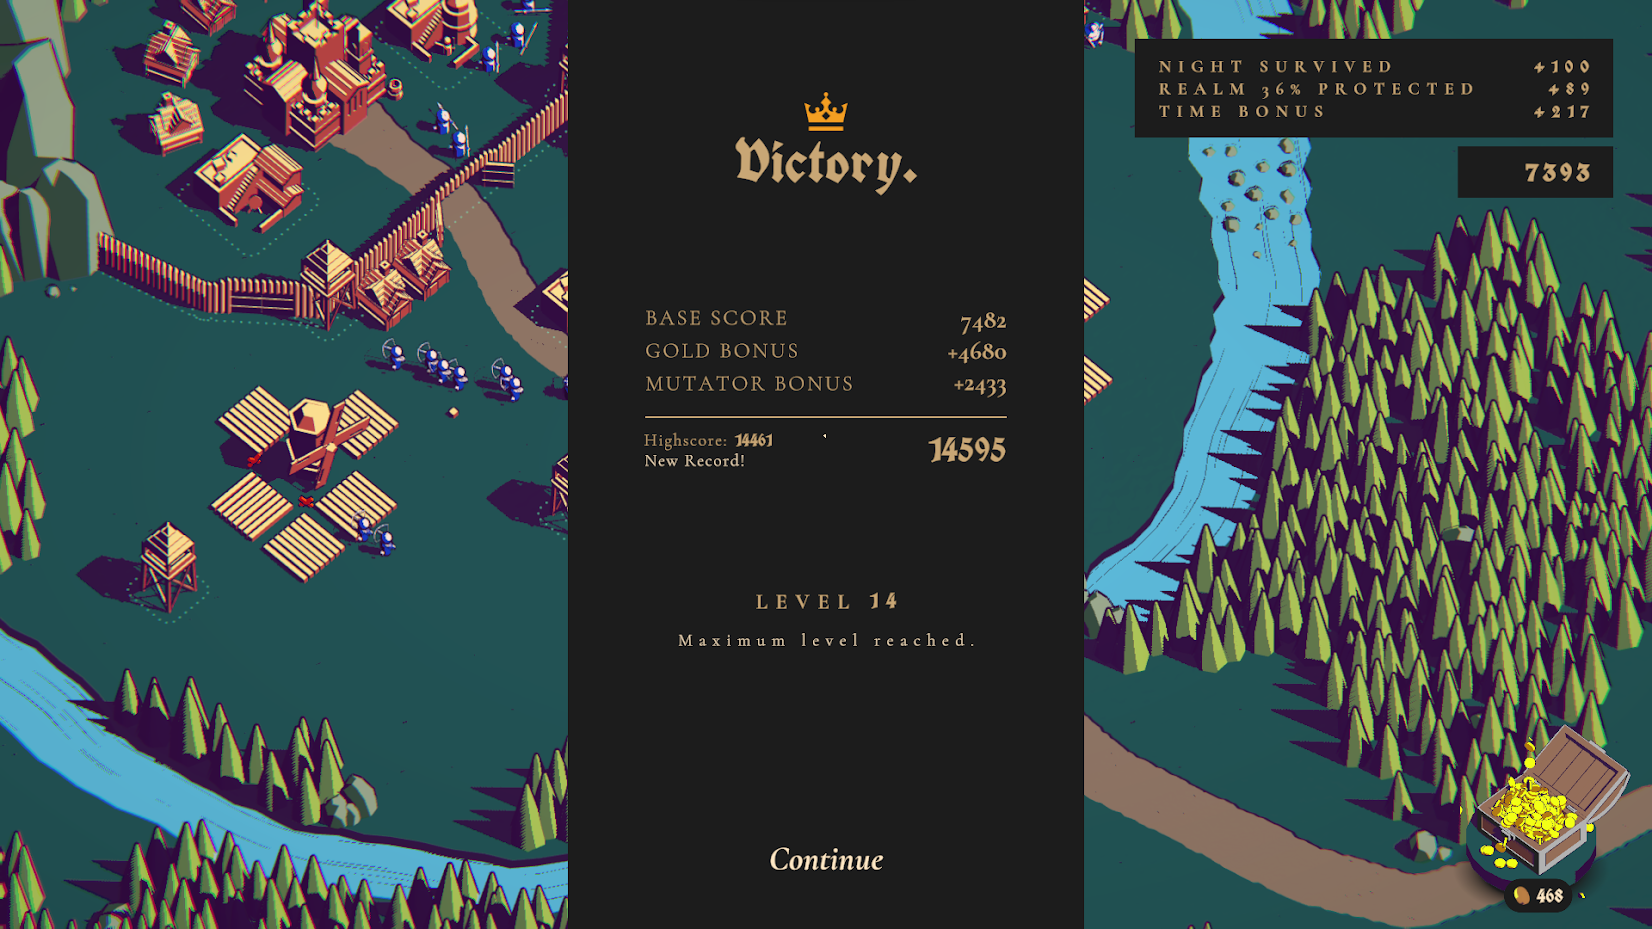 Victory.
BASE SCORE 7482
GOLD BONUS +4680
MUTATOR BONUS +2433
Highscore: 14461
New Record!
14595
LEVEL 14
Maximum level reached.
Continue
NIGHT SURVIVED +100
REALM 36% PROTECTED +89
TIME BONUS +217
7393
468